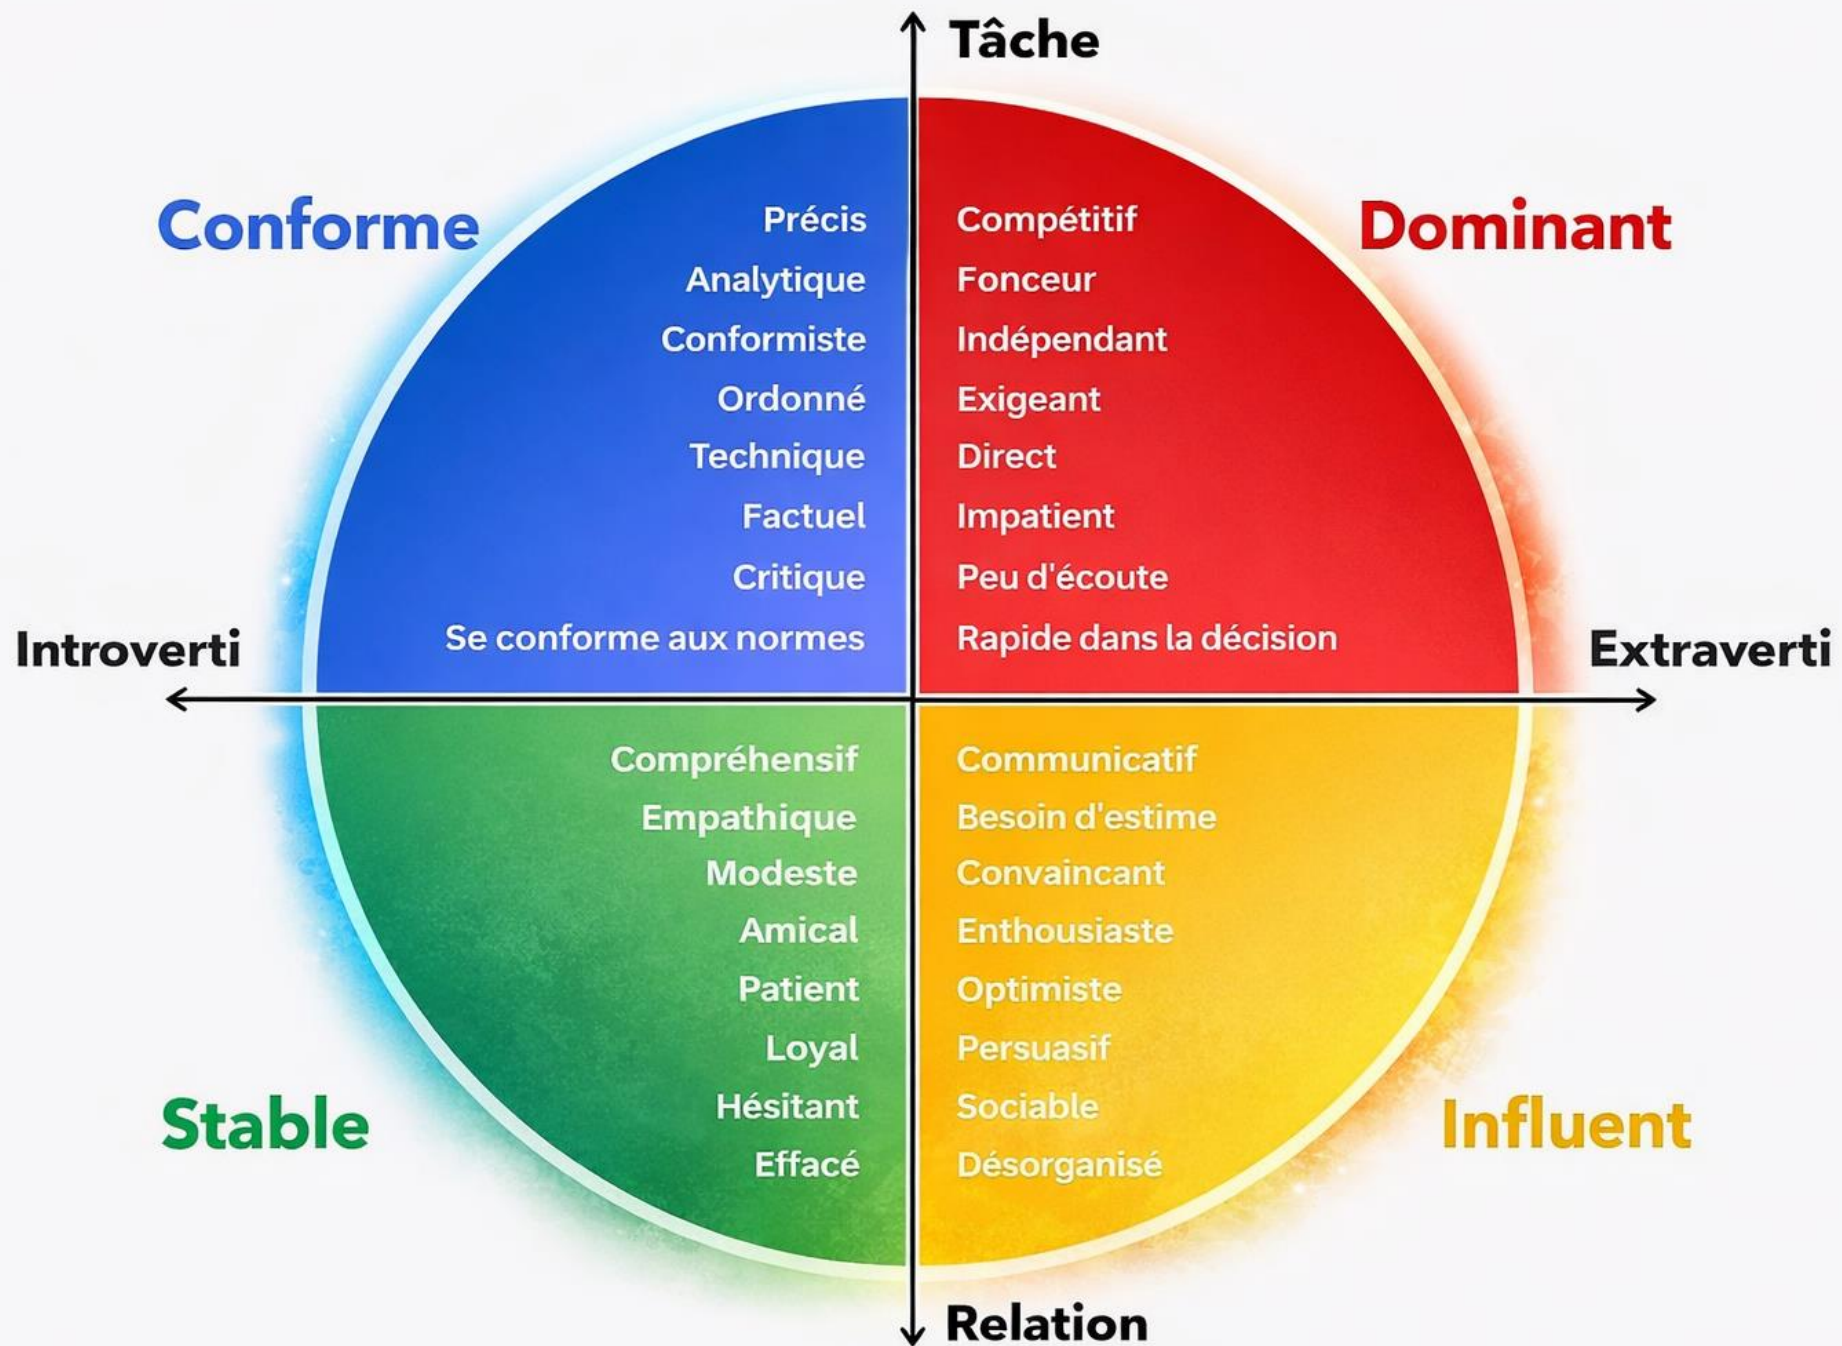 Tâche
Conforme
Dominant
Précis
Analytique
Conformiste
Ordonné
Technique
Factuel
Critique
Se conforme aux normes
Compétitif
Fonceur
Indépendant
Exigeant
Direct
Impatient
Peu d'écoute
Rapide dans la décision
Introverti
Extraverti
Compréhensif
Empathique
Modeste
Amical
Patient
Loyal
Hésitant
Effacé
Communicatif
Besoin d'estime
Convaincant
Enthousiaste
Optimiste
Persuasif
Sociable
Désorganisé
Stable
Influent
Relation